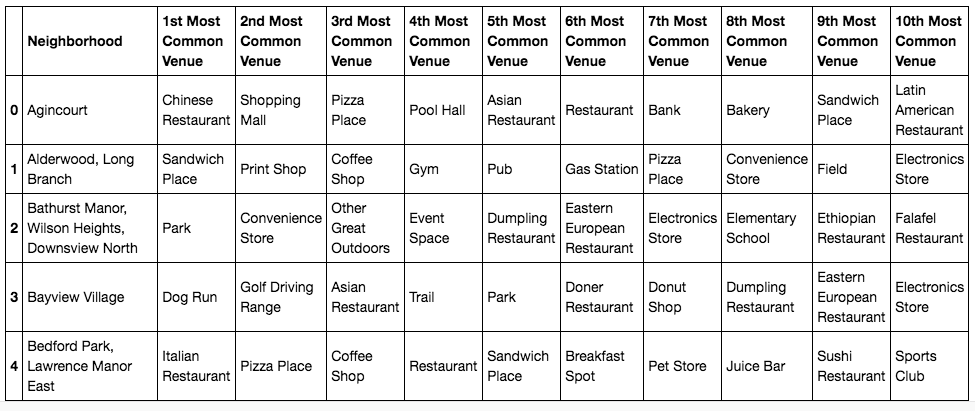 Neighborhood 1st Most Common Venue 2nd Most Common Venue 3rd Most Common Venue 4th Most Common Venue 5th Most Common Venue 6th Most Common Venue 7th Most Common Venue 8th Most Common Venue 9th Most Common Venue 10th Most Common Venue
0 Agincourt Chinese Restaurant Shopping Mall Pizza Place Pool Hall Asian Restaurant Restaurant Bank Bakery Sandwich Place Latin American Restaurant
1 Alderwood, Long Branch Sandwich Place Print Shop Coffee Shop Gym Pub Gas Station Pizza Place Convenience Store Field Electronics Store
2 Bathurst Manor, Wilson Heights, Downsview North Park Convenience Store Other Great Outdoors Event Space Dumpling Restaurant Eastern European Restaurant Electronics Store Elementary School Ethiopian Restaurant Falafel Restaurant
3 Bayview Village Dog Run Golf Driving Range Asian Restaurant Trail Park Doner Restaurant Donut Shop Dumpling Restaurant Eastern European Restaurant Electronics Store
4 Bedford Park, Lawrence Manor East Italian Restaurant Pizza Place Coffee Shop Restaurant Sandwich Place Breakfast Spot Pet Store Juice Bar Sushi Restaurant Sports Club